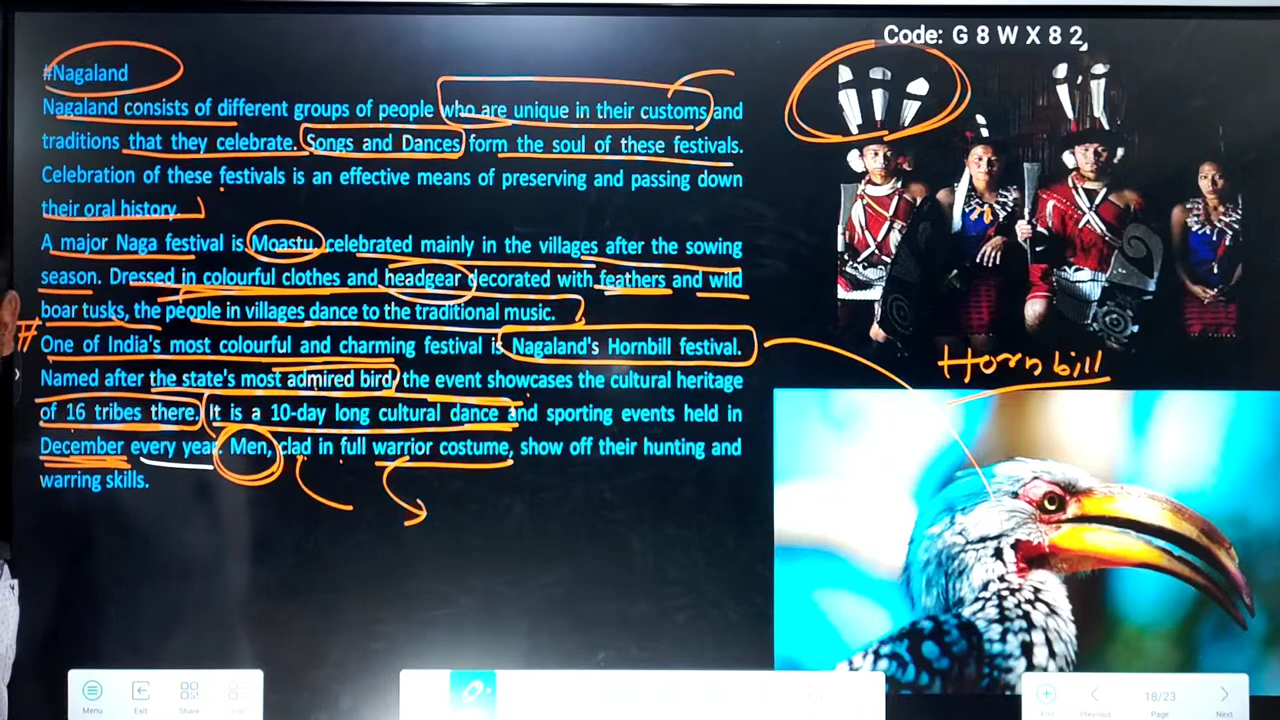 Code: G 8 W X 8 2
#Nagaland
Nagaland consists of different groups of people who are unique in their customs and
traditions that they celebrate. Songs and Dances form the soul of these festivals.
Celebration of these festivals is an effective means of preserving and passing down
their oral history.
A major Naga festival is Moastu, celebrated mainly in the villages after the sowing
season. Dressed in colourful clothes and headgear decorated with feathers and wild
boar tusks, the people in villages dance to the traditional music.
One of India's most colourful and charming festival is Nagaland's Hornbill festival.
Named after the state's most admired bird, the event showcases the cultural heritage
of 16 tribes there. It is a 10-day long cultural dance and sporting events held in
December every year. Men, clad in full warrior costume, show off their hunting and
warring skills.
Hornbill
Menu Exit Share
18/23
Previous Page Next